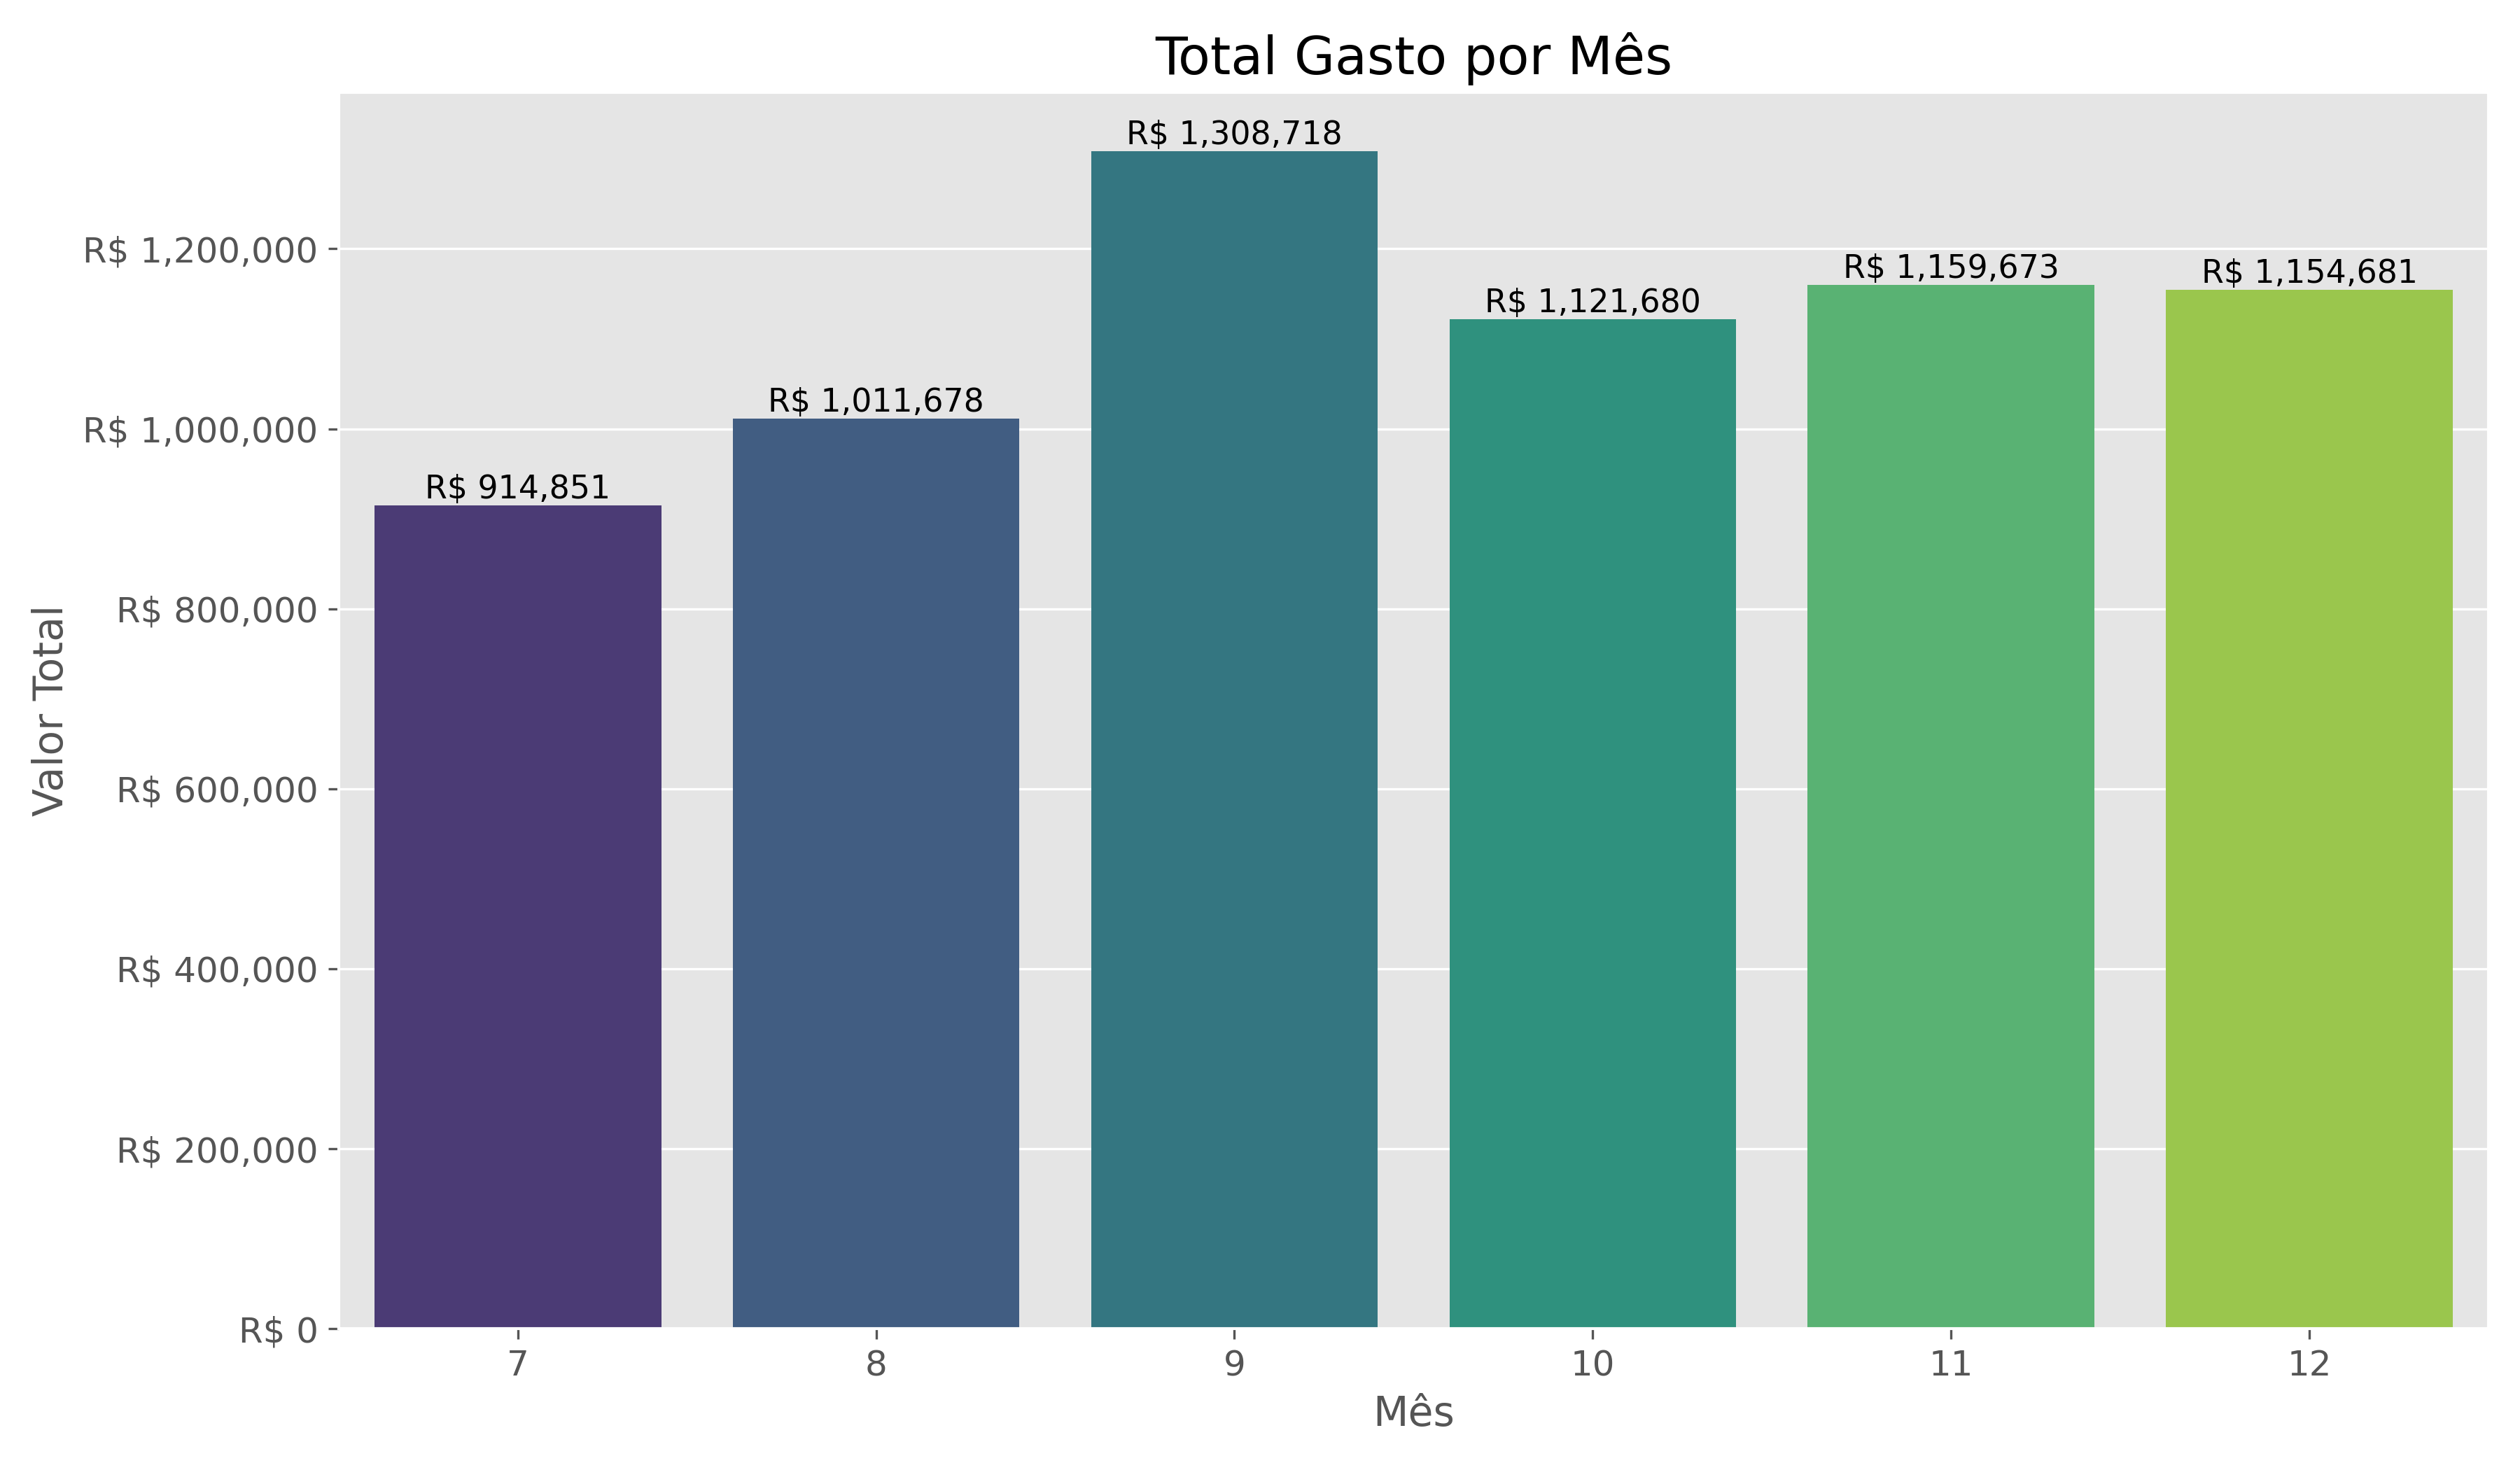 Total Gasto por Mês
R$ 1,308,718
R$ 1,200,000
R$ 1,159,673
R$ 1,154,681
R$ 1,121,680
R$ 1,011,678
R$ 1,000,000
R$ 914,851
R$ 800,000
Valor Total
R$ 600,000
R$ 400,000
R$ 200,000
R$ 0
7 8 9 10 11 12
Mês